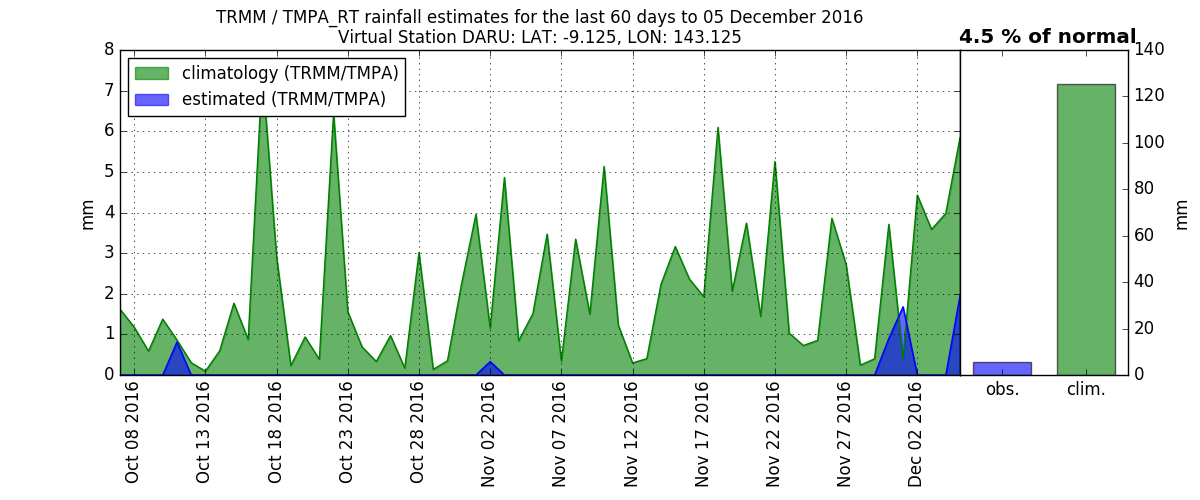 TRMM / TMPA_RT rainfall estimates for the last 60 days to 05 December 2016
Virtual Station DARU: LAT: -9.125, LON: 143.125
4.5 % of normal
climatology (TRMM/TMPA)
estimated (TRMM/TMPA)
8
7
6
5
4
3
2
1
0
mm
140
120
100
80
60
40
20
0
mm
Oct 08 2016
Oct 13 2016
Oct 18 2016
Oct 23 2016
Oct 28 2016
Nov 02 2016
Nov 07 2016
Nov 12 2016
Nov 17 2016
Nov 22 2016
Nov 27 2016
Dec 02 2016
obs.
clim.